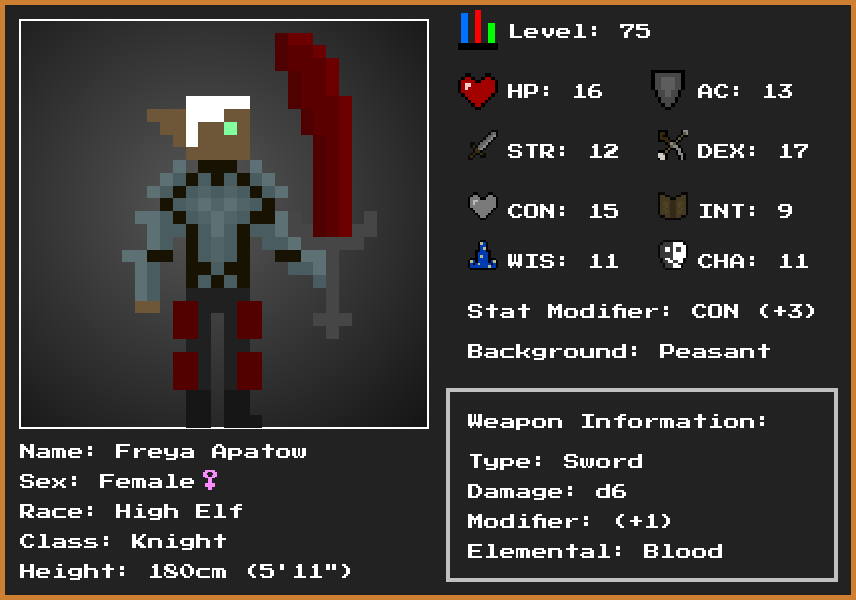 Level: 75
HP: 16 AC: 13
STR: 12 DEX: 17
CON: 15 INT: 9
WIS: 11 CHA: 11
Stat Modifier: CON (+3)
Background: Peasant
Weapon Information:
Type: Sword
Damage: d6
Modifier: (+1)
Elemental: Blood
Name: Freya Apatow
Sex: Female♀
Race: High Elf
Class: Knight
Height: 180cm (5'11")